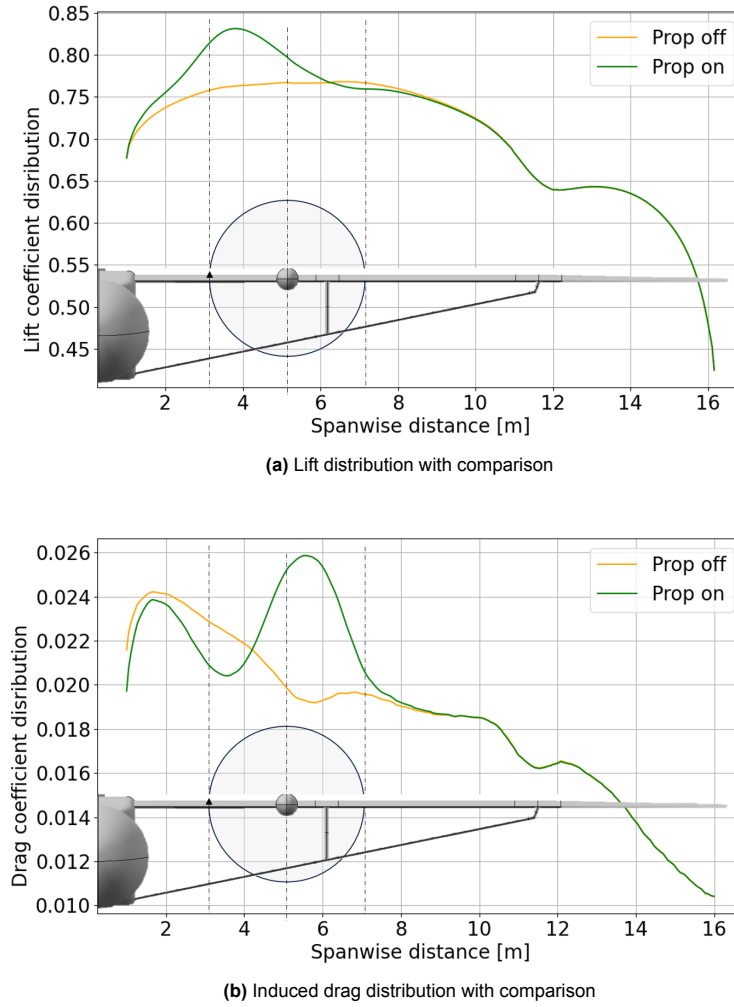 0.85
0.80
0.75
0.70
0.65
0.60
0.55
0.50
0.45
Lift coefficient disribution
Prop off
Prop on
2 4 6 8 10 12 14 16
Spanwise distance [m]
(a) Lift distribution with comparison
0.026
0.024
0.022
0.020
0.018
0.016
0.014
0.012
0.010
Drag coefficient disribution
Prop off
Prop on
2 4 6 8 10 12 14 16
Spanwise distance [m]
(b) Induced drag distribution with comparison